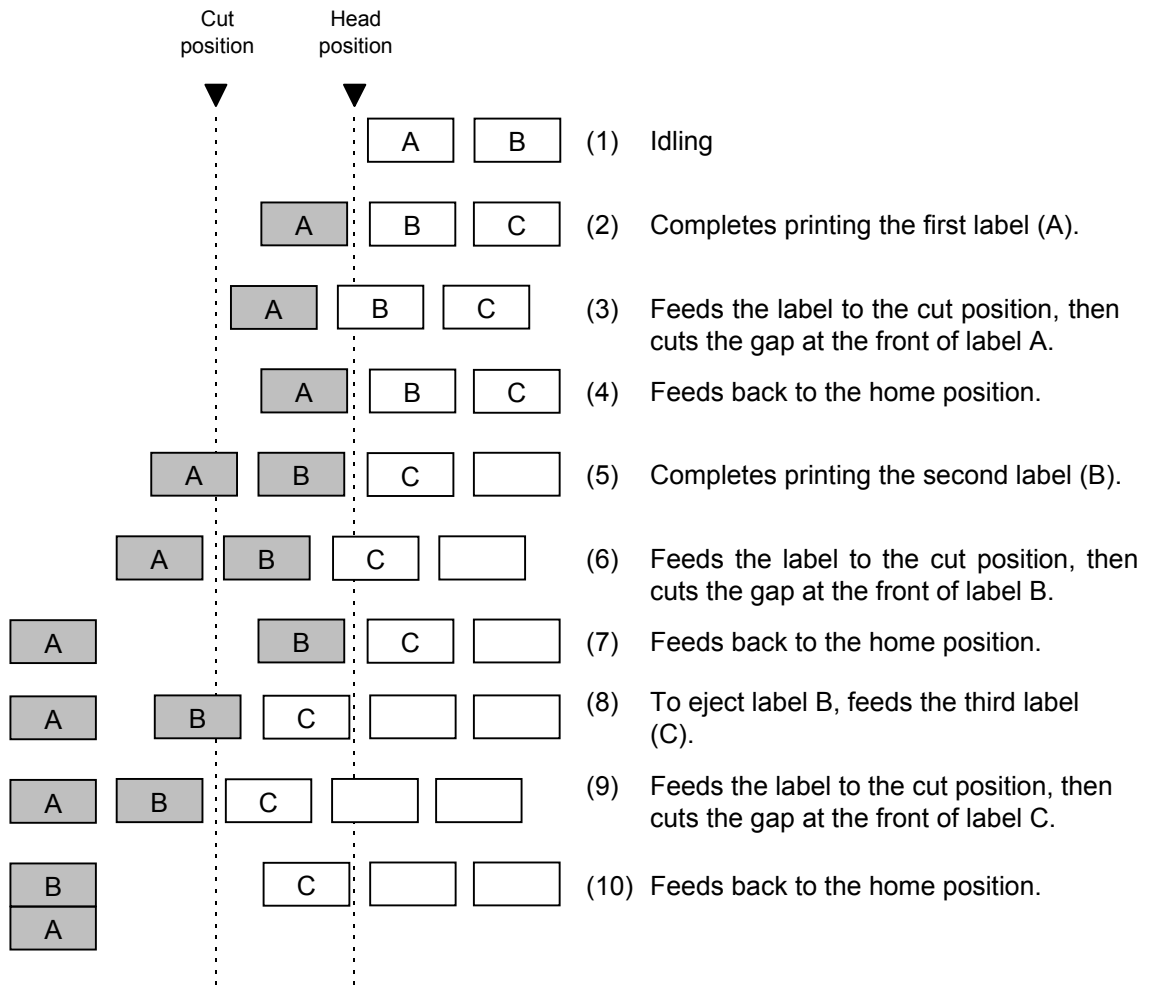 Cut position
Head position
A B (1) Idling
A B C (2) Completes printing the first label (A).
A B C (3) Feeds the label to the cut position, then
cuts the gap at the front of label A.
A B C (4) Feeds back to the home position.
A B C (5) Completes printing the second label (B).
A B C (6) Feeds the label to the cut position, then
cuts the gap at the front of label B.
A B C (7) Feeds back to the home position.
A B C (8) To eject label B, feeds the third label
(C).
A B C (9) Feeds the label to the cut position, then
cuts the gap at the front of label C.
B C (10) Feeds back to the home position.
A